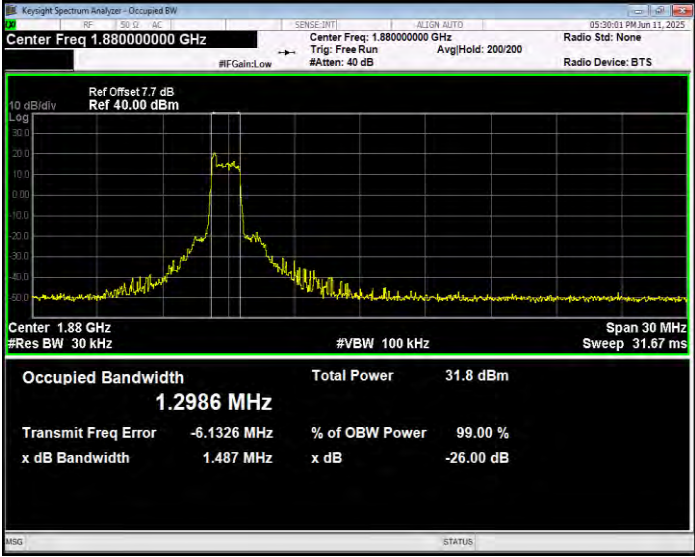 Keysight Spectrum Analyzer - Occupied BW
RF 50 Ω AC SENSE:INT ALIGN AUTO 05:30:01 PM Jun 11, 2025
Center Freq 1.880000000 GHz Center Freq: 1.880000000 GHz Radio Std: None
Trig: Free Run Avg|Hold: 200/200
#IFGain:Low #Atten: 40 dB Radio Device: BTS
Ref Offset 7.7 dB
10 dB/div Ref 40.00 dBm
Log
30.0
20.0
10.0
0.00
-10.0
-20.0
-30.0
-40.0
-50.0
Center 1.88 GHz Span 30 MHz
#Res BW 30 kHz #VBW 100 kHz Sweep 31.67 ms
Occupied Bandwidth Total Power 31.8 dBm
1.2986 MHz
Transmit Freq Error -6.1326 MHz % of OBW Power 99.00 %
x dB Bandwidth 1.487 MHz x dB -26.00 dB
MSG STATUS